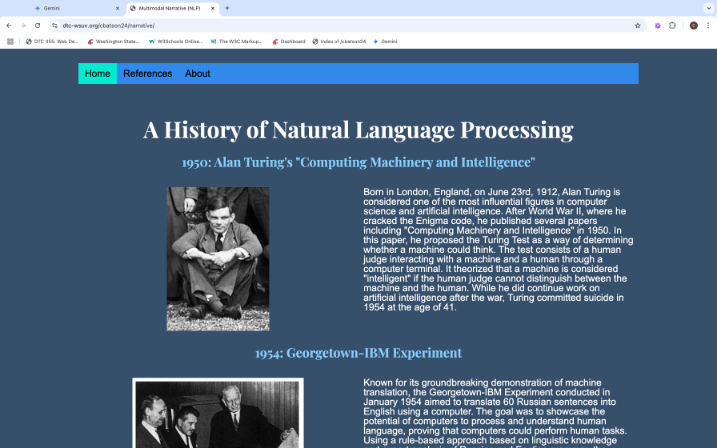 Gemini
Multimodal Narrative (NLP)
dtc-wsuv.org/cbatson24/narrative/
DTC 355: Web De...
Washington State...
W3Schools Online...
The W3C Markup...
Dashboard
Index of /cbatson24
Gemini
Home
References
About
A History of Natural Language Processing
1950: Alan Turing's "Computing Machinery and Intelligence"
Born in London, England, on June 23rd, 1912, Alan Turing is
considered one of the most influential figures in computer
science and artificial intelligence. After World War II, where he
cracked the Enigma code, he published several papers
including "Computing Machinery and Intelligence" in 1950. In
this paper, he proposed the Turing Test as a way of determining
whether a machine could think. The test consists of a human
judge interacting with a machine and a human through a
computer terminal. It theorized that a machine is considered
"intelligent" if the human judge cannot distinguish between the
machine and the human. While he did continue work on
artificial intelligence after the war, Turing committed suicide in
1954 at the age of 41.
1954: Georgetown-IBM Experiment
Known for its groundbreaking demonstration of machine
translation, the Georgetown-IBM Experiment conducted in
January 1954 aimed to translate 60 Russian sentences into
English using a computer. The goal was to showcase the
potential of computers to process and understand human
language, proving that computers could perform human tasks.
Using a rule-based approach based on linguistic knowledge